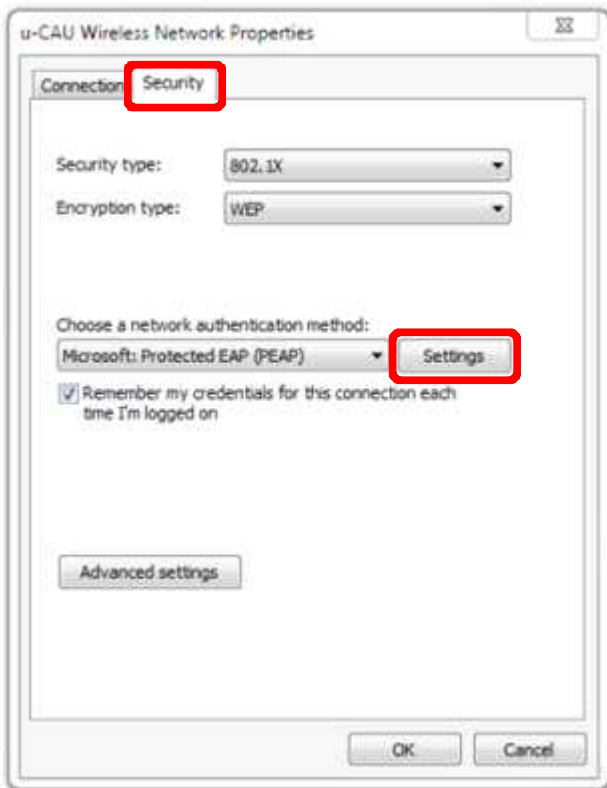 u-CAU Wireless Network Properties
Connection Security
Security type: 802.1X
Encryption type: WEP
Choose a network authentication method:
Microsoft: Protected EAP (PEAP) Settings
Remember my credentials for this connection each
time I'm logged on
Advanced settings
OK Cancel